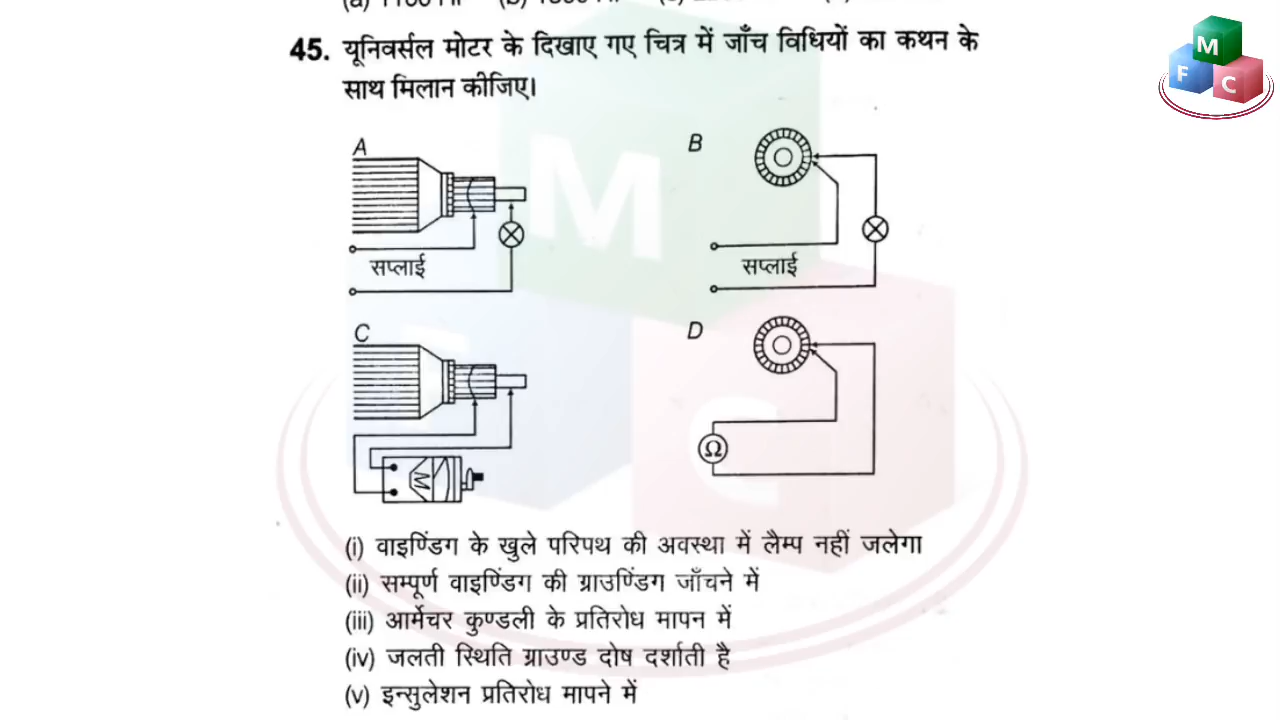 M
F
C
45. यूनिवर्सल मोटर के दिखाए गए चित्र में जाँच विधियों का कथन के
साथ मिलान कीजिए।
A
B
सप्लाई
सप्लाई
C
D
Ω
M
(i) वाइण्डिंग के खुले परिपथ की अवस्था में लैम्प नहीं जलेगा
(ii) सम्पूर्ण वाइण्डिंग की ग्राउण्डिंग जाँचने में
(iii) आर्मेचर कुण्डली के प्रतिरोध मापन में
(iv) जलती स्थिति ग्राउण्ड दोष दर्शाती है
(v) इन्सुलेशन प्रतिरोध मापने में